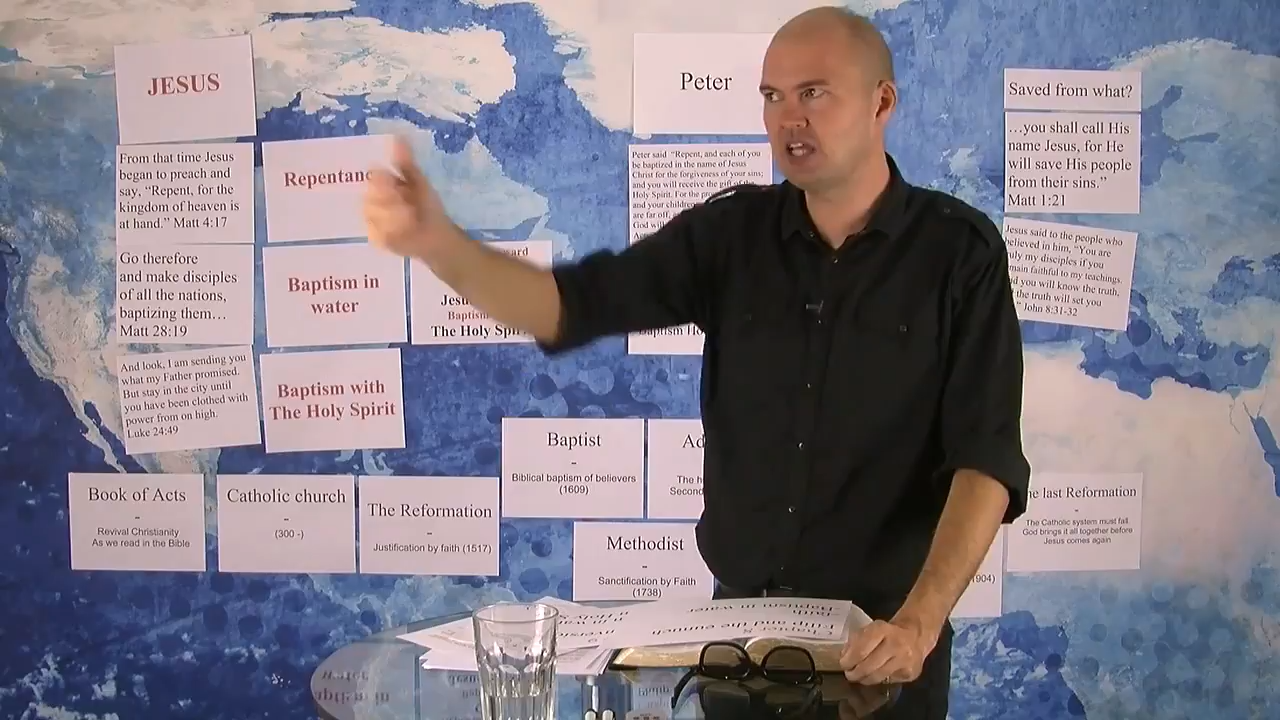 JESUS
From that time Jesus
began to preach and
say, “Repent, for the
kingdom of heaven is
at hand.” Matt 4:17
Go therefore
and make disciples
of all the nations,
baptizing them…
Matt 28:19
And look, I am sending you
what my Father promised.
But stay in the city until
you have been clothed with
power from on high.
Luke 24:49
Baptism in
water
Baptism with
The Holy Spirit
Peter
Peter said “Repent, and each of you
be baptized in the name of Jesus
Christ for the forgiveness of your sins;
and you will receive the gift of the
Holy Spirit. For the
and your children
are far off,
God will
Saved from what?
…you shall call His
name Jesus, for He
will save His people
from their sins.”
Matt 1:21
Jesus said to the people who
believed in him, “You are
my disciples if you
faithful to my teachings.
you will know the truth,
the truth will set you
” John 8:31-32
Book of Acts
-
Revival Christianity
As we read in the Bible
Catholic church
-
(300 -)
The Reformation
-
Justification by faith (1517)
Baptist
-
Biblical baptism of believers
(1609)
Ad
The h
Second
Methodist
-
Sanctification by Faith
(1738)
1904)
he last Reformation
-
The Catholic system must fall.
God brings it all together before
Jesus comes again